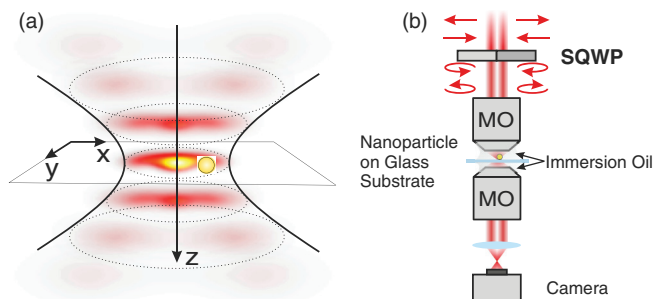 (a)
x
y
z
(b)
SQWP
MO
Nanoparticle
on Glass
Substrate
Immersion Oil
MO
Camera